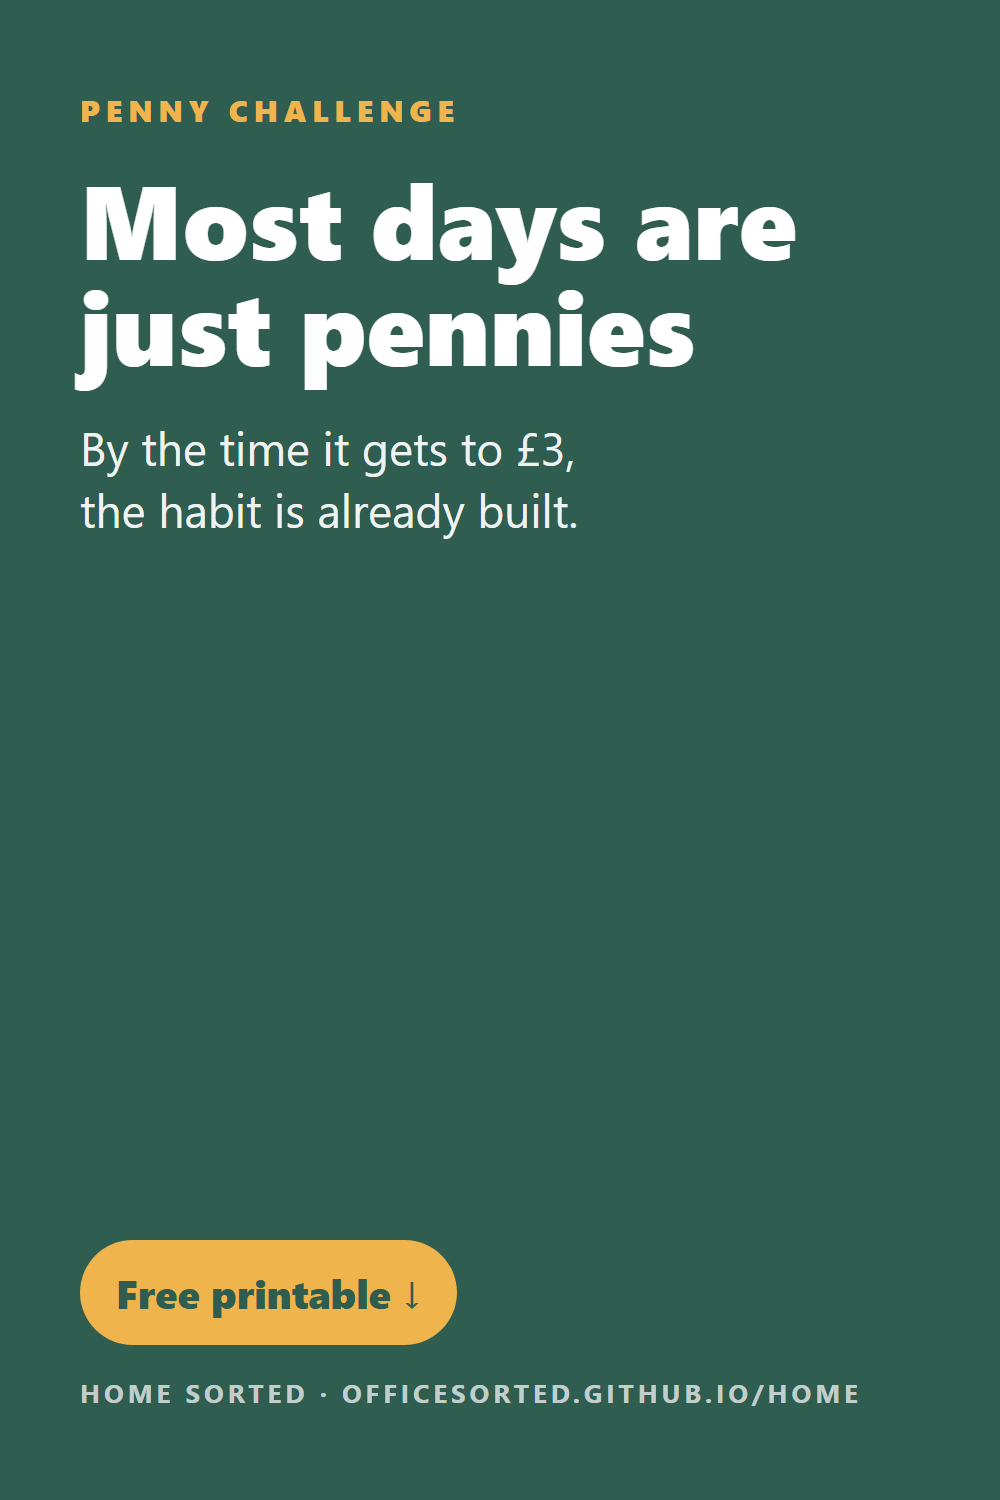 PENNY CHALLENGE
Most days are
just pennies
By the time it gets to £3,
the habit is already built.
Free printable ↓
HOME SORTED · OFFICESORTED.GITHUB.IO/HOME